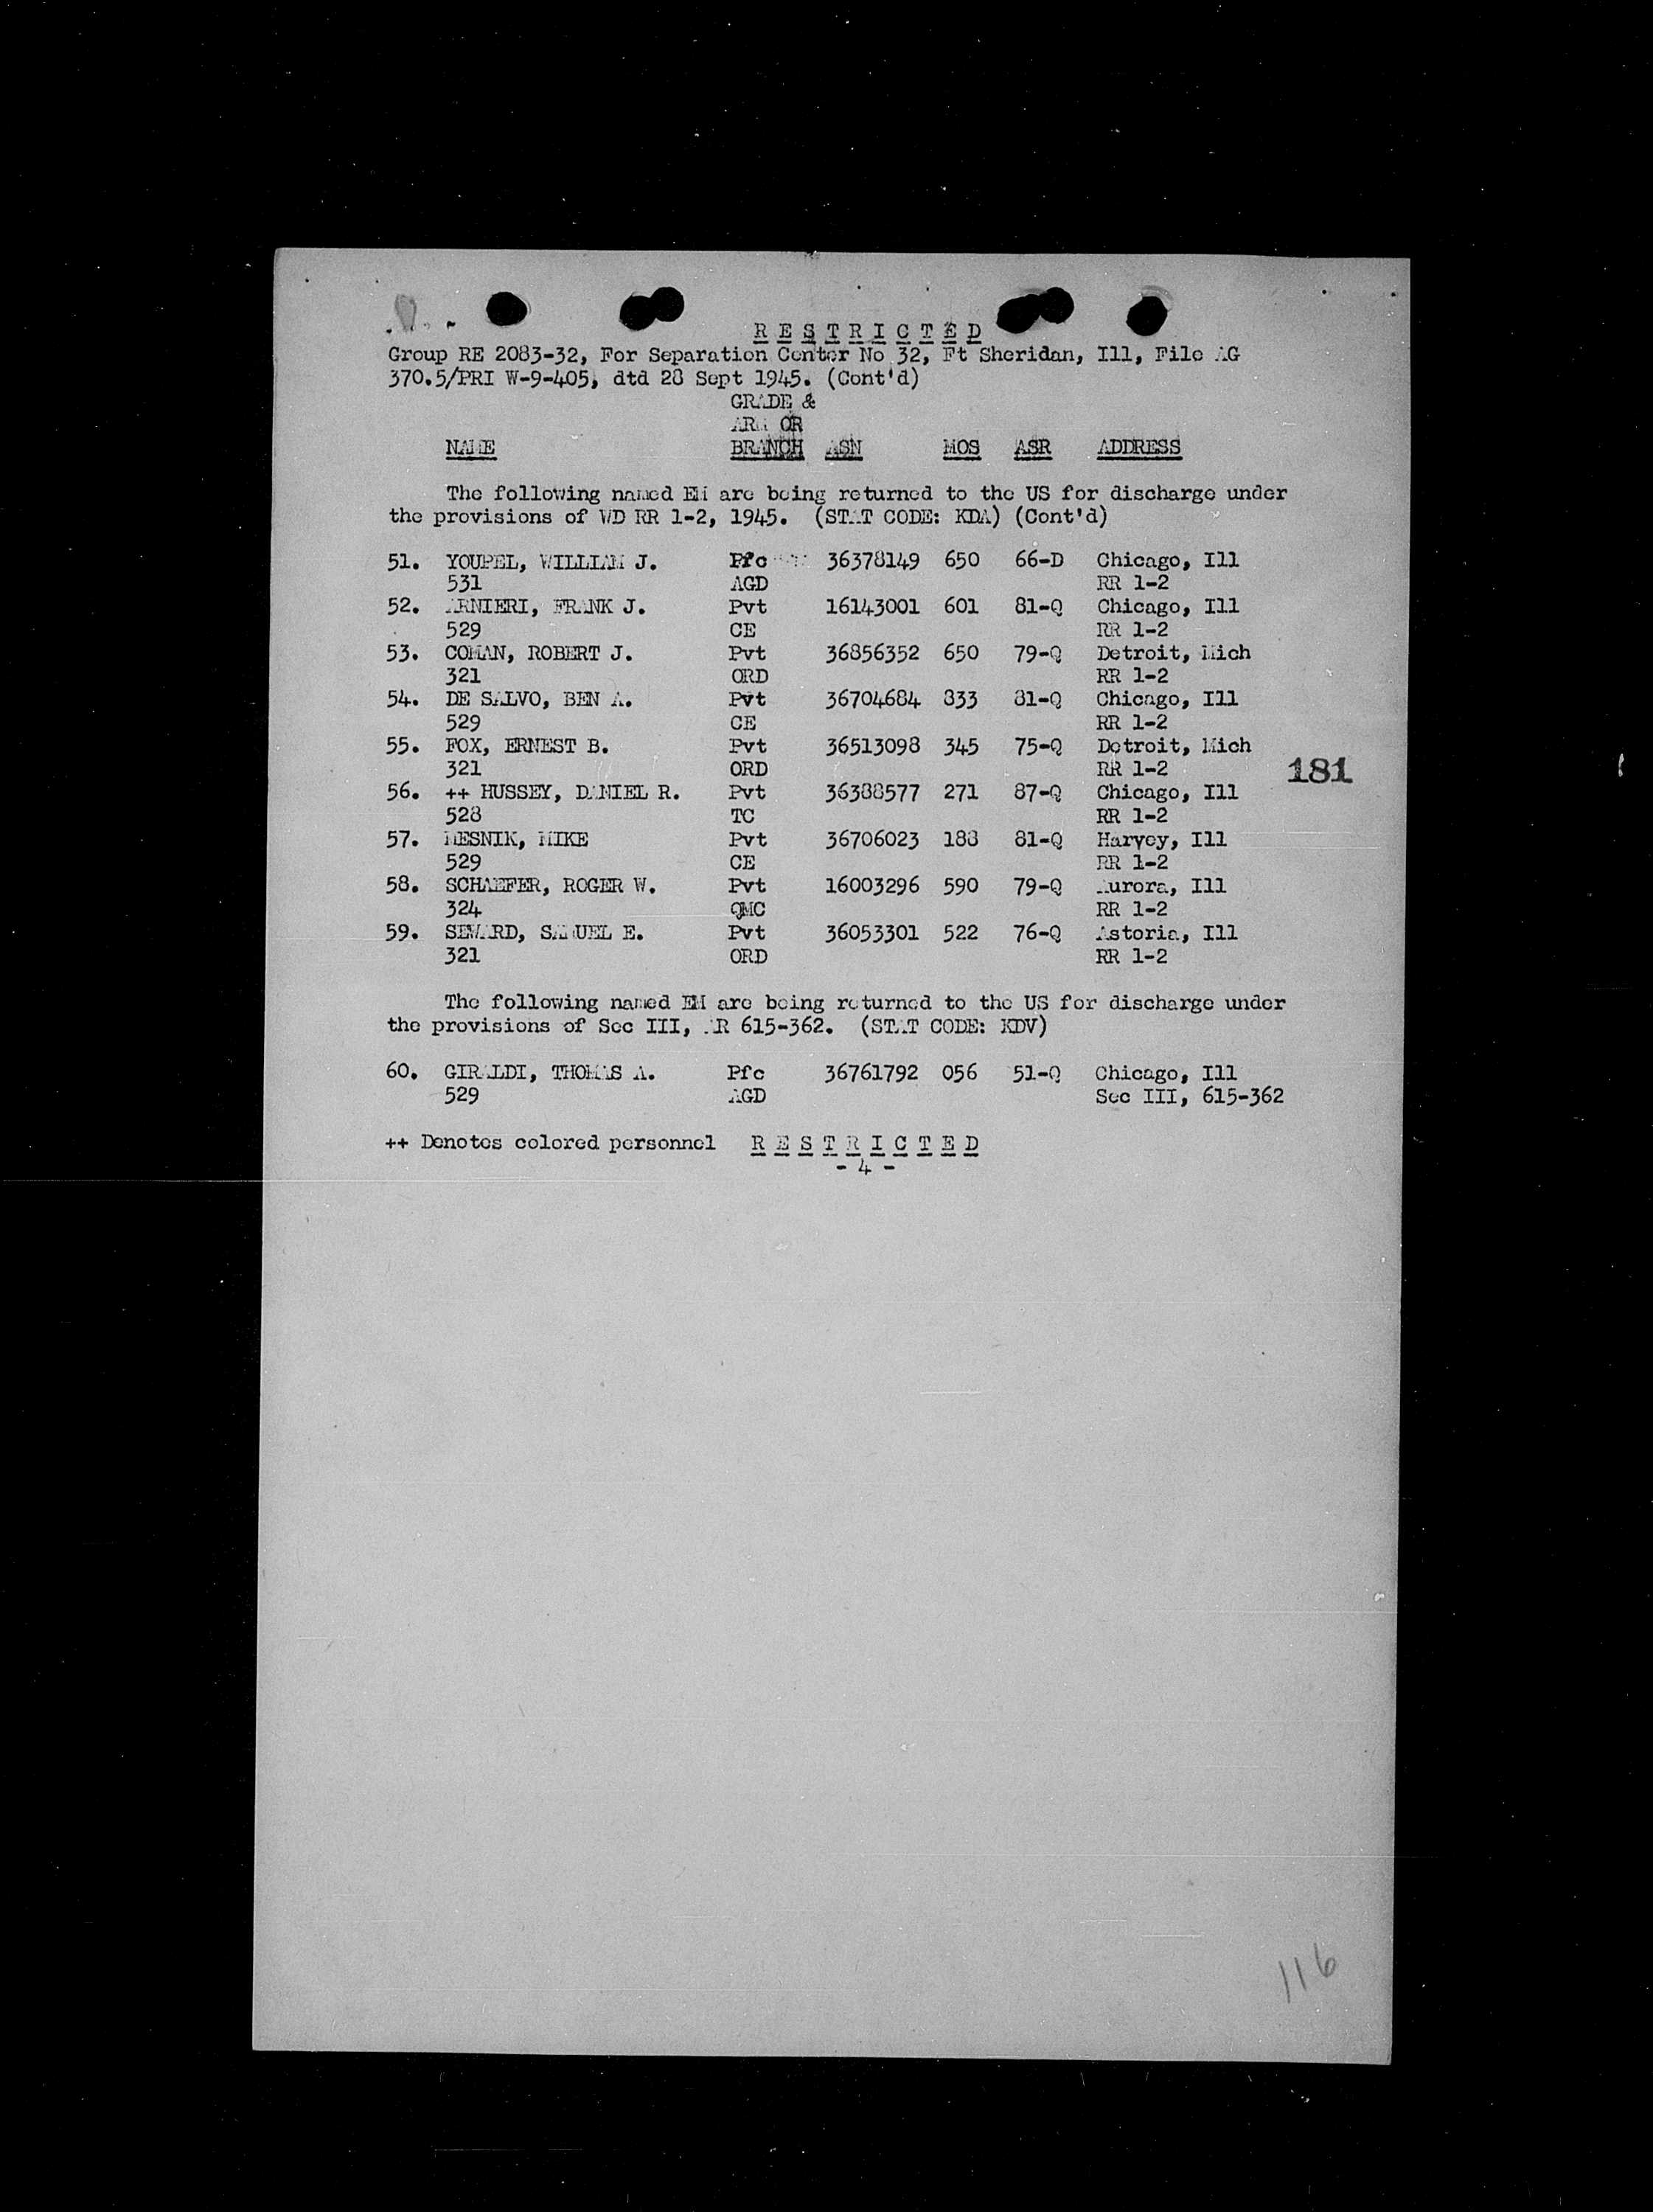 R E S T R I C T E D
Group RE 2083-32, For Separation Center No 32, Ft Sheridan, Ill, File AG
370.5/PRI W-9-405, dtd 28 Sept 1945. (Cont'd)
GRADE &
ARM OR
NAME BRANCH ASN MOS ASR ADDRESS
The following named EM are being returned to the US for discharge under
the provisions of WD RR 1-2, 1945. (STAT CODE: KDA) (Cont'd)
51. YOUPEL, WILLIAM J. Pfc 36378149 650 66-D Chicago, Ill
531 AGD RR 1-2
52. ARNIERI, FRANK J. Pvt 16143001 601 81-Q Chicago, Ill
529 CE RR 1-2
53. COMAN, ROBERT J. Pvt 36856352 650 79-Q Detroit, Mich
321 ORD RR 1-2
54. DE SALVO, BEN A. Pvt 36704684 833 81-Q Chicago, Ill
529 CE RR 1-2
55. FOX, ERNEST B. Pvt 36513098 345 75-Q Detroit, Mich
321 ORD RR 1-2
181
56. ++ HUSSEY, DANIEL R. Pvt 36388577 271 87-Q Chicago, Ill
528 TC RR 1-2
57. MESNIK, MIKE Pvt 36706023 188 81-Q Harvey, Ill
529 CE RR 1-2
58. SCHAEFER, ROGER W. Pvt 16003296 590 79-Q Aurora, Ill
324 QMC RR 1-2
59. SEWARD, SAMUEL E. Pvt 36053301 522 76-Q Astoria, Ill
321 ORD RR 1-2
The following named EM are being returned to the US for discharge under
the provisions of Sec III, AR 615-362. (STAT CODE: KDV)
60. GIRALDI, THOMAS A. Pfc 36761792 056 51-Q Chicago, Ill
529 AGD Sec III, 615-362
++ Denotes colored personnel R E S T R I C T E D
- 4 -
116